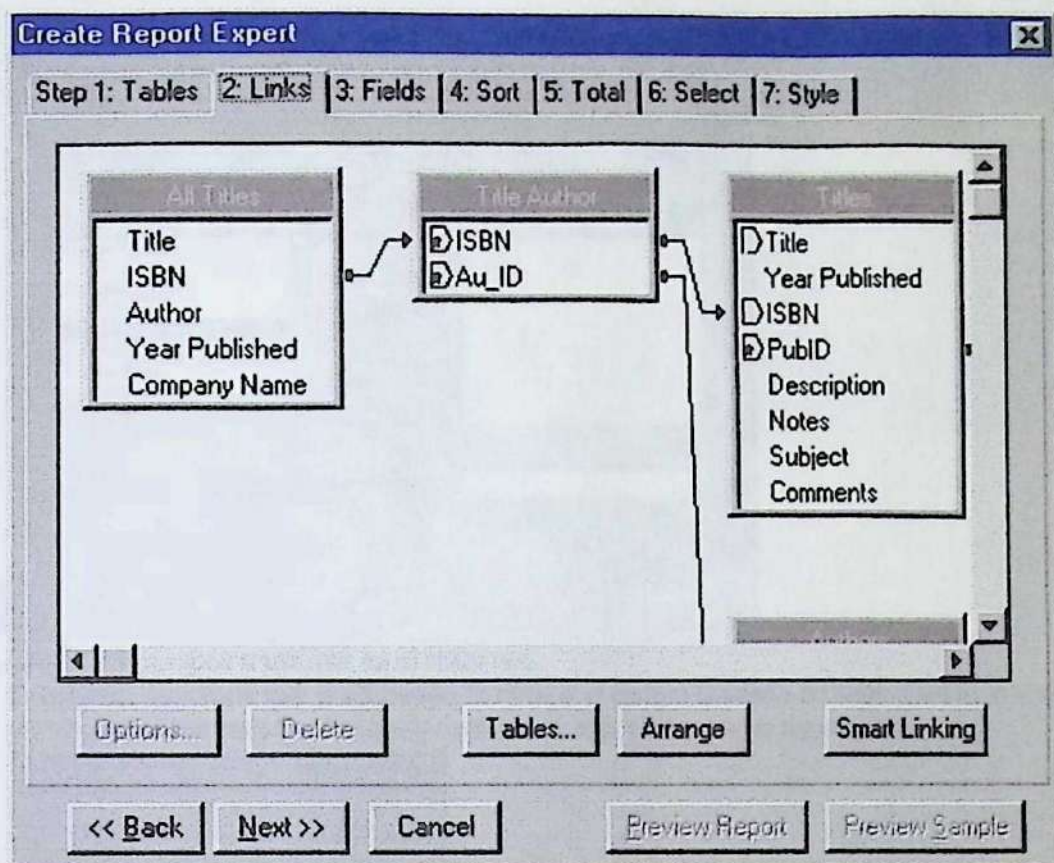 Create Report Expert
Step 1: Tables 2: Links 3: Fields 4: Sort 5: Total 6: Select 7: Style
All Titles
Title
ISBN
Author
Year Published
Company Name
Title Author
ISBN
Au_ID
Titles
Title
Year Published
ISBN
PubID
Description
Notes
Subject
Comments
Options... Delete Tables... Arrange Smart Linking
<< Back Next >> Cancel Preview Report Preview Sample